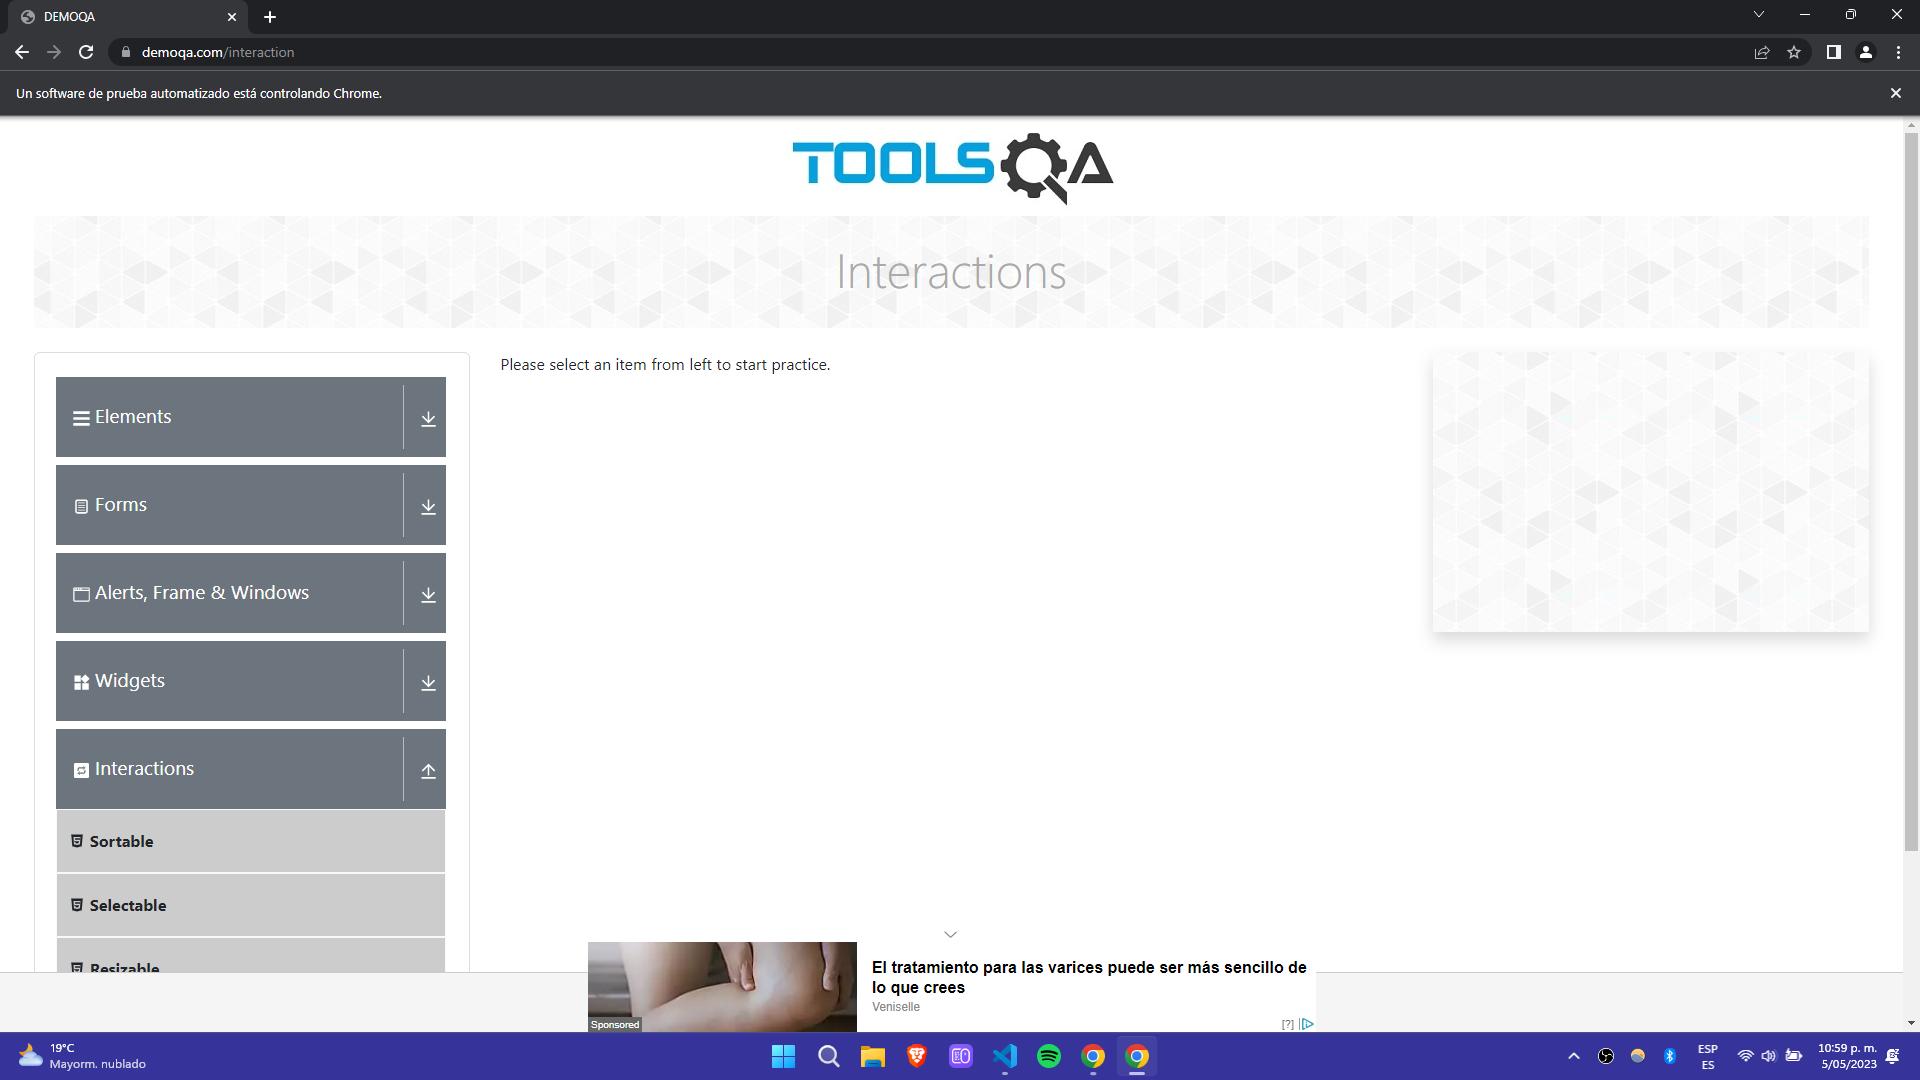 DEMOQA
demoqa.com/interaction
Un software de prueba automatizado está controlando Chrome.
TOOLSQA
Interactions
Please select an item from left to start practice.
Elements
Forms
Alerts, Frame & Windows
Widgets
Interactions
Sortable
Selectable
Resizable
El tratamiento para las varices puede ser más sencillo de
lo que crees
Veniselle
Sponsored
[?]
19°C
Mayorm. nublado
ESP
ES
10:59 p. m.
5/05/2023